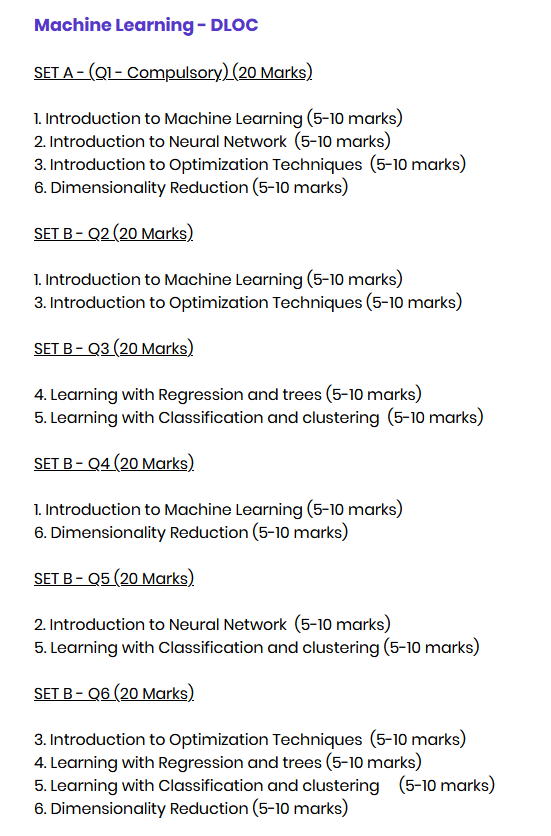 Machine Learning - DLOC
SET A - (Q1 - Compulsory) (20 Marks)
1. Introduction to Machine Learning (5-10 marks)
2. Introduction to Neural Network (5-10 marks)
3. Introduction to Optimization Techniques (5-10 marks)
6. Dimensionality Reduction (5-10 marks)
SET B - Q2 (20 Marks)
1. Introduction to Machine Learning (5-10 marks)
3. Introduction to Optimization Techniques (5-10 marks)
SET B - Q3 (20 Marks)
4. Learning with Regression and trees (5-10 marks)
5. Learning with Classification and clustering (5-10 marks)
SET B - Q4 (20 Marks)
1. Introduction to Machine Learning (5-10 marks)
6. Dimensionality Reduction (5-10 marks)
SET B - Q5 (20 Marks)
2. Introduction to Neural Network (5-10 marks)
5. Learning with Classification and clustering (5-10 marks)
SET B - Q6 (20 Marks)
3. Introduction to Optimization Techniques (5-10 marks)
4. Learning with Regression and trees (5-10 marks)
5. Learning with Classification and clustering (5-10 marks)
6. Dimensionality Reduction (5-10 marks)